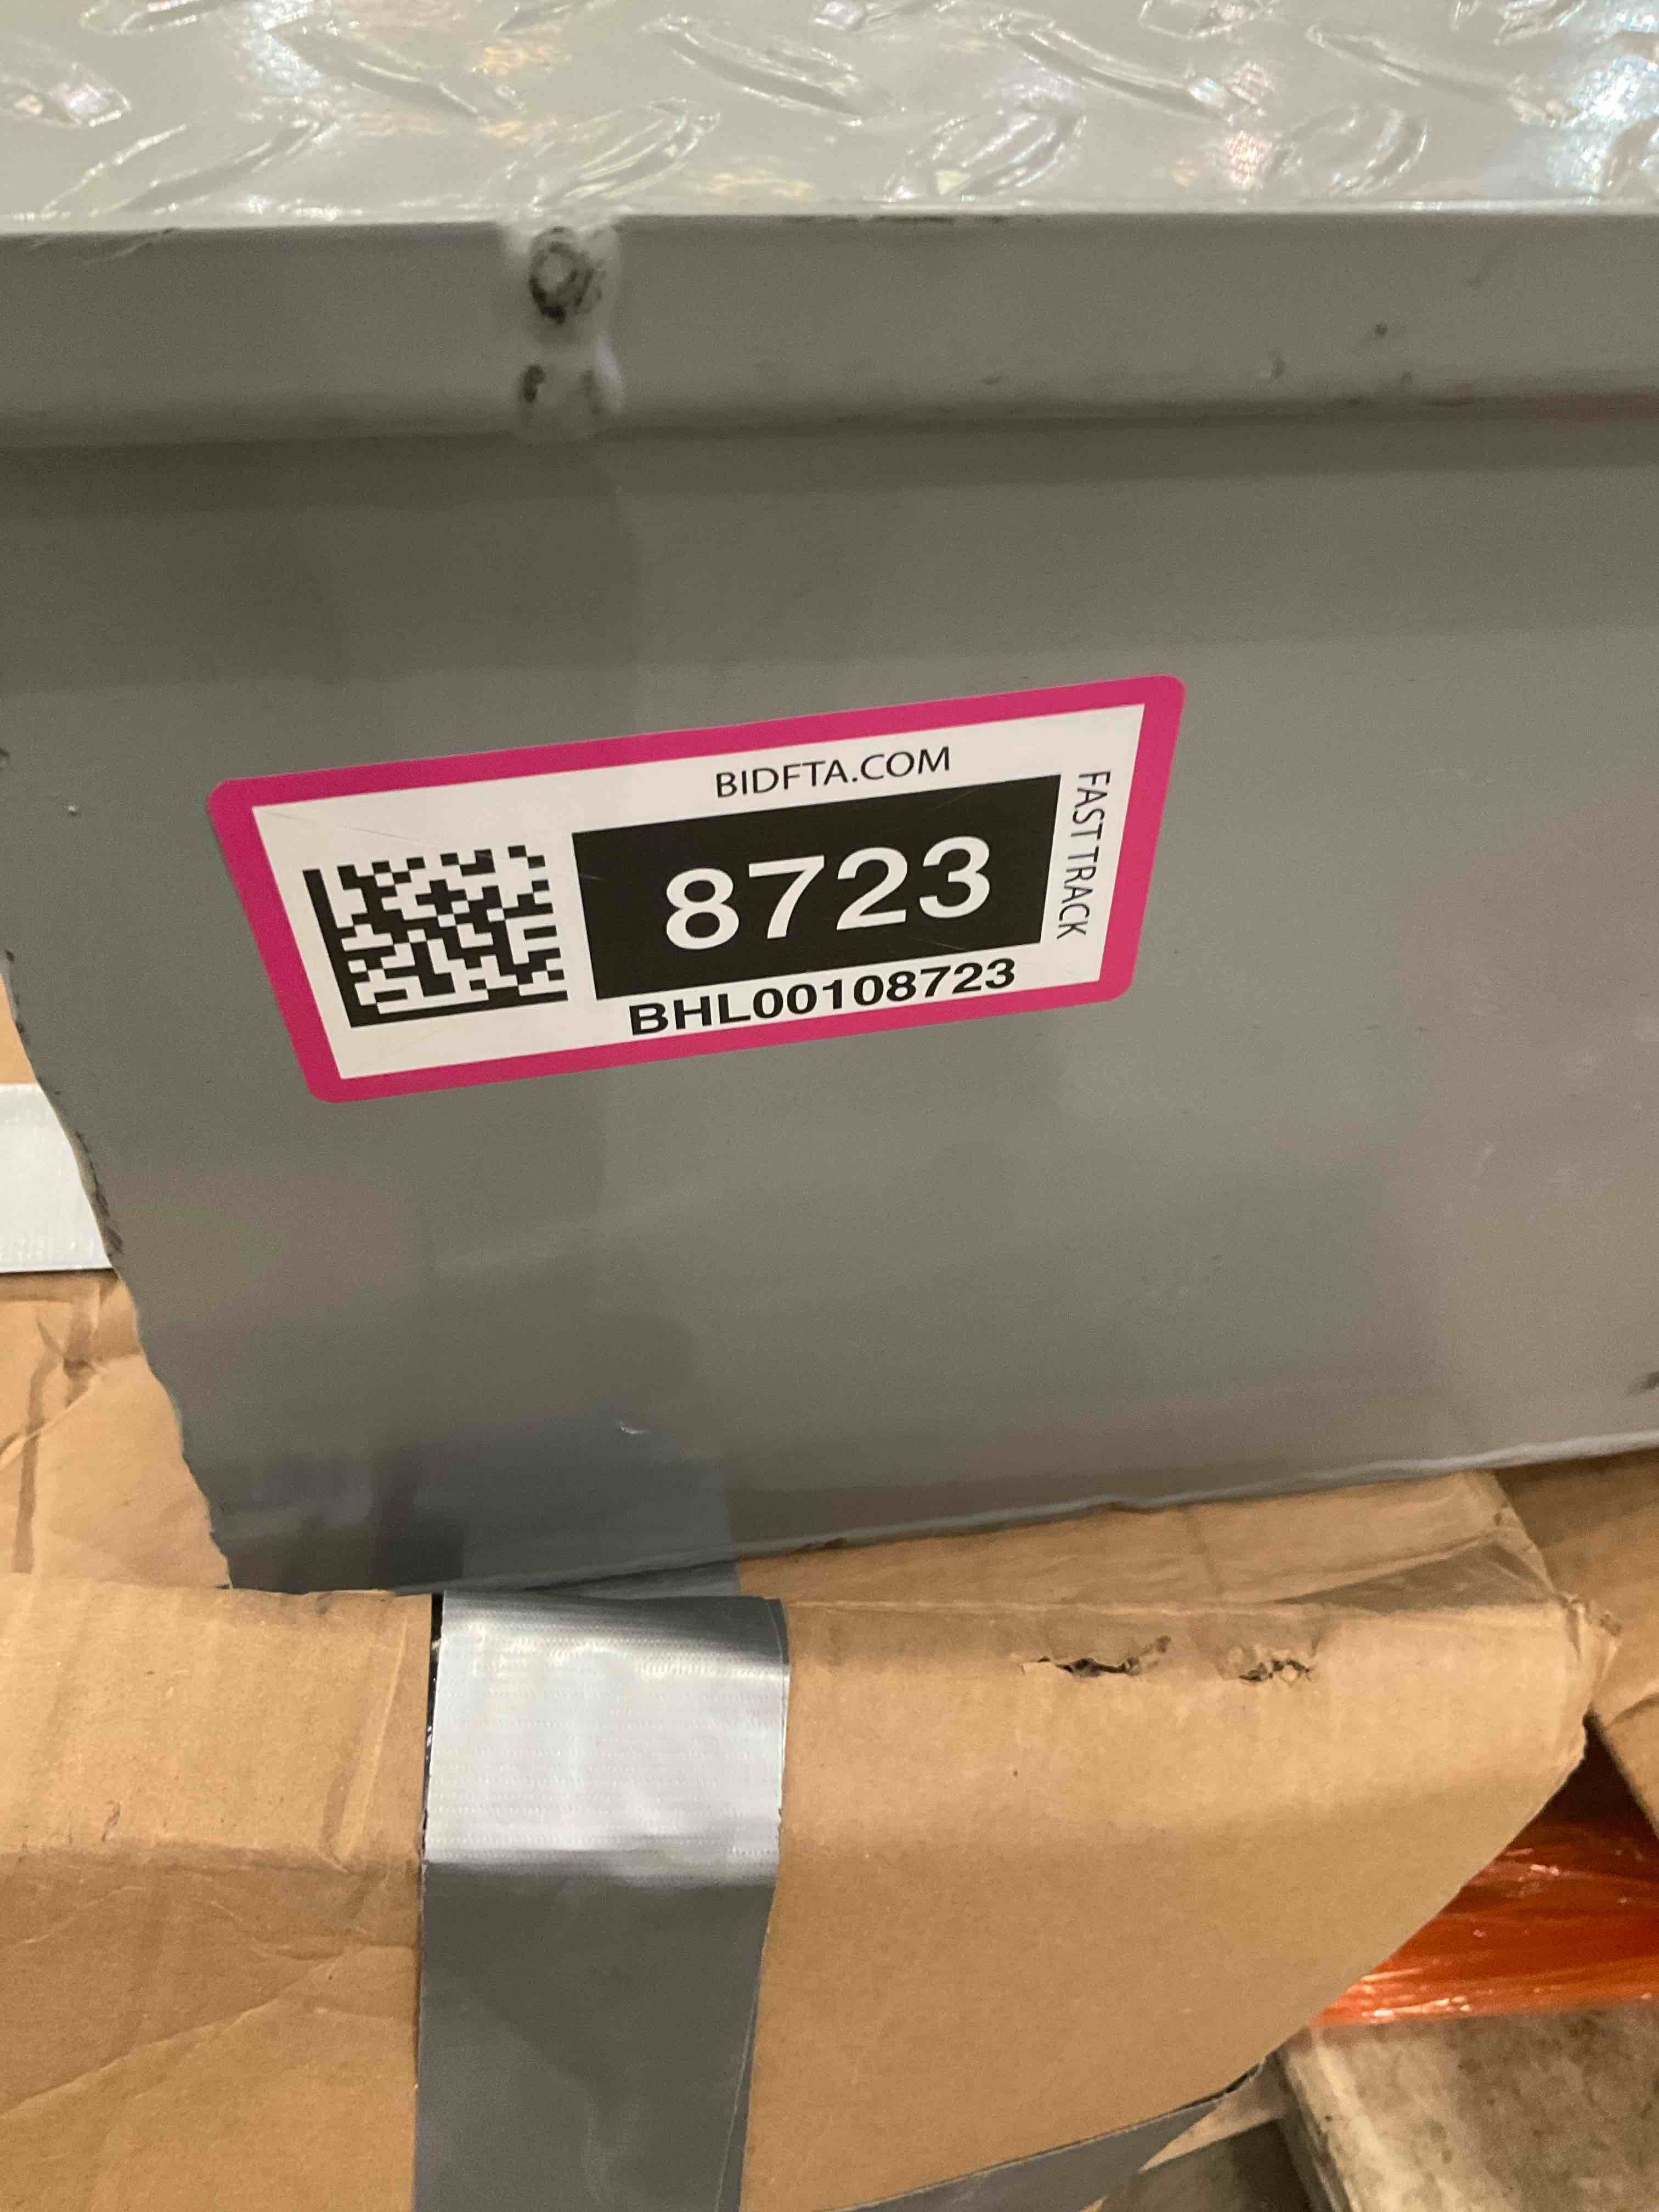 BIDFTA.COM
8723
FAST TRACK
BHL00108723